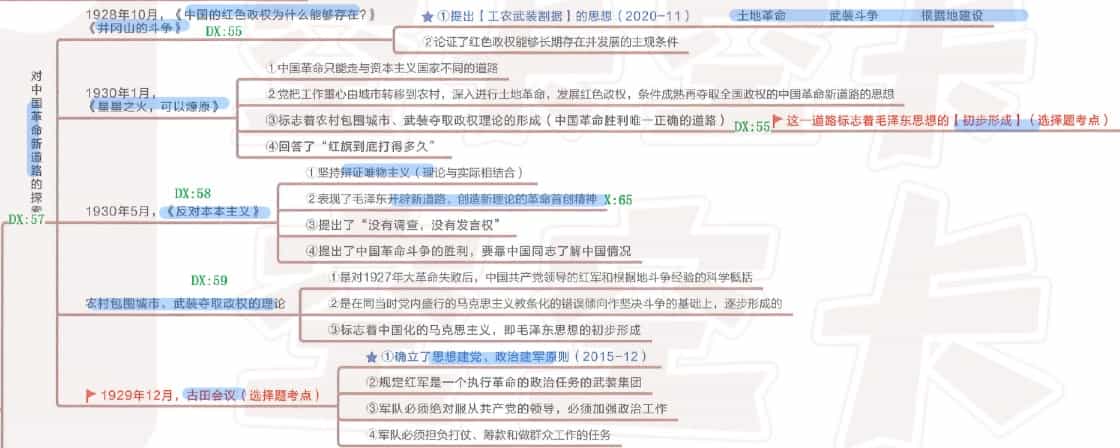 对中国革命新道路的探索
DX:57
1928年10月，《中国的红色政权为什么能够存在？》
《井冈山的斗争》
DX:55
★ ①提出【工农武装割据】的思想（2020-11）
土地革命 武装斗争 根据地建设
②论证了红色政权能够长期存在并发展的主观条件
1930年1月，
《星星之火，可以燎原》
①中国革命只能走与资本主义国家不同的道路
②党把工作重心由城市转移到农村，深入进行土地革命，发展红色政权，条件成熟再夺取全国政权的中国革命新道路的思想
③标志着农村包围城市、武装夺取政权理论的形成（中国革命胜利唯一正确的道路）
DX:55
这一道路标志着毛泽东思想的【初步形成】（选择题考点）
④回答了“红旗到底打得多久”
DX:58
1930年5月，《反对本本主义》
①坚持辩证唯物主义（理论与实际相结合）
②表现了毛泽东开辟新道路、创造新理论的革命首创精神
X:65
③提出了“没有调查，没有发言权”
④提出了中国革命斗争的胜利，要靠中国同志了解中国情况
DX:59
农村包围城市、武装夺取政权的理论
①是对1927年大革命失败后，中国共产党领导的红军和根据地斗争经验的科学概括
②是在同当时党内盛行的马克思主义教条化的错误倾向作坚决斗争的基础上，逐步形成的
③标志着中国化的马克思主义，即毛泽东思想的初步形成
1929年12月，古田会议（选择题考点）
★ ①确立了思想建党、政治建军原则（2015-12）
②规定红军是一个执行革命的政治任务的武装集团
③军队必须绝对服从共产党的领导，必须加强政治工作
④军队必须担负打仗、筹款和做群众工作的任务